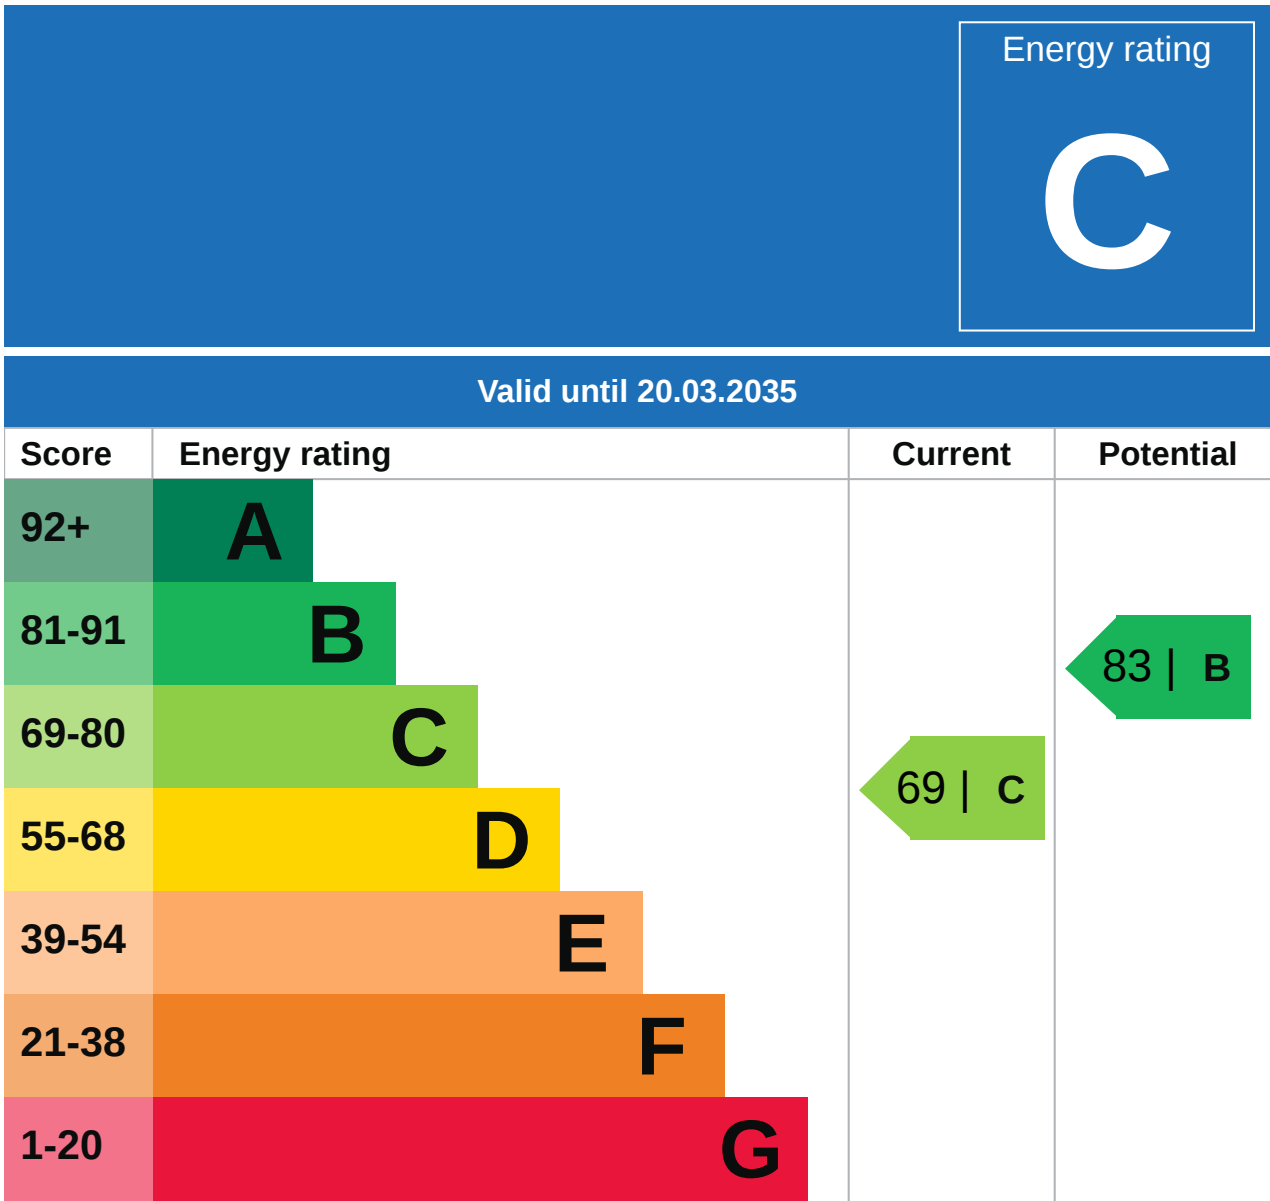 Energy rating
C
Valid until 20.03.2035
Score Energy rating Current Potential
92+ A
81-91 B
83 | B
69-80 C
69 | C
55-68 D
39-54 E
21-38 F
1-20 G